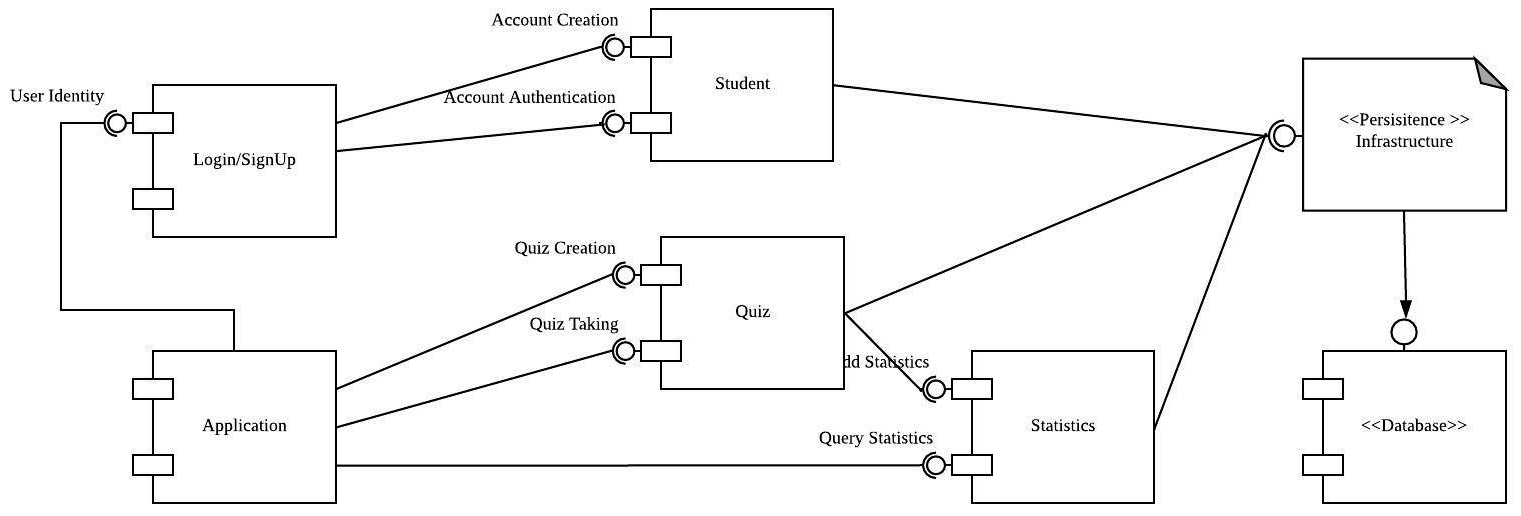 Account Creation
Student
User Identity
Account Authentication
<<Persisitence >>
Infrastructure
Login/SignUp
Quiz Creation
Quiz
Quiz Taking
dd Statistics
Application
Query Statistics
Statistics
<<Database>>